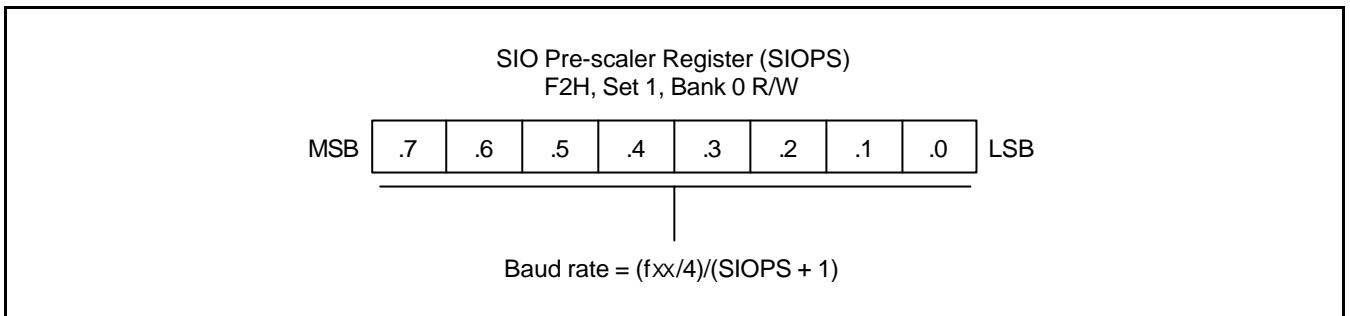 SIO Pre-scaler Register (SIOPS)
F2H, Set 1, Bank 0 R/W
MSB .7 .6 .5 .4 .3 .2 .1 .0 LSB
Baud rate = (fxx/4)/(SIOPS + 1)